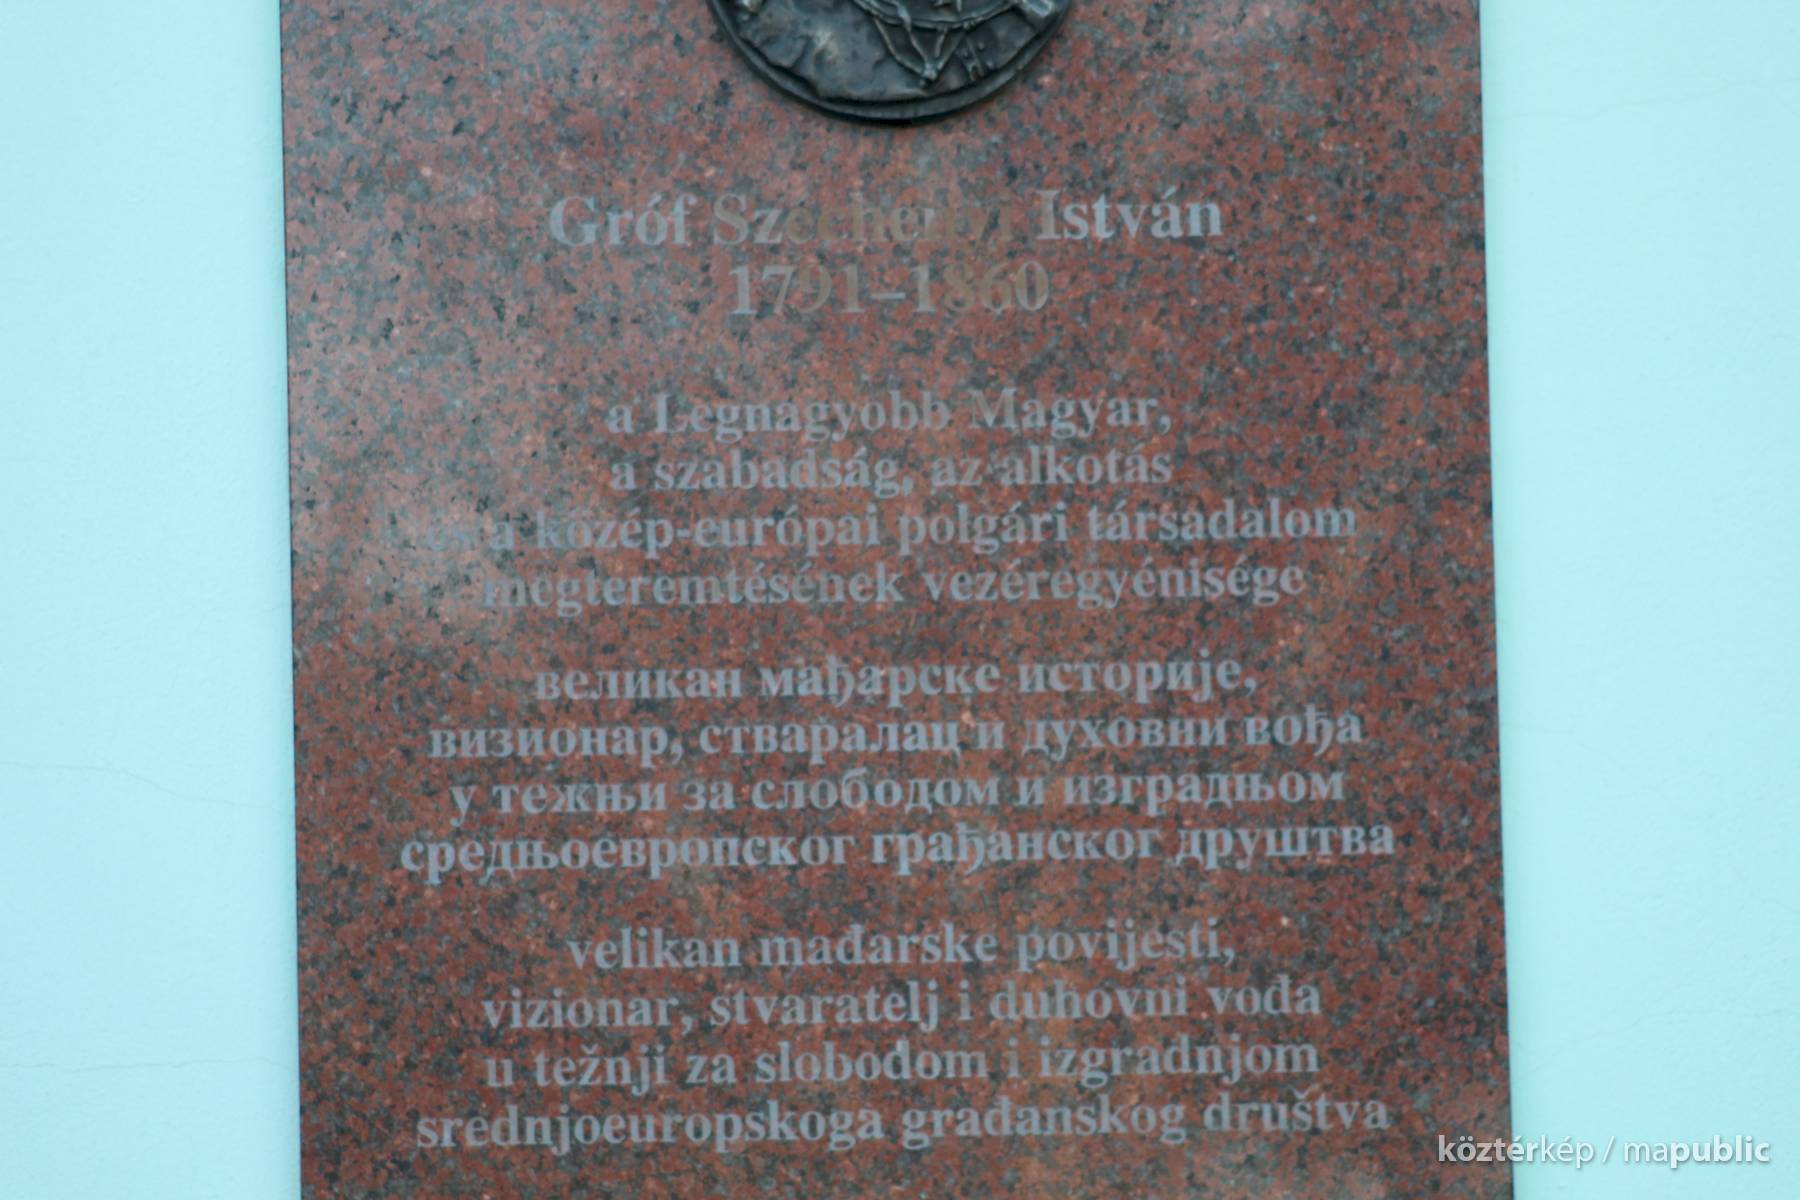 Gróf Széchenyi István
1791–1860
a Legnagyobb Magyar,
a szabadság, az alkotás
és a közép-európai polgári társadalom
megteremtésének vezéregyénisége
великан мађарске историје,
визионар, стваралац и духовни вођа
у тежњи за слободом и изградњом
средњоевропског грађанског друштва
velikan mađarske povijesti,
vizionar, stvaratelj i duhovni vođa
u težnji za slobodom i izgradnjom
srednjoeuropskoga građanskog društva
köztérkép / mapublic